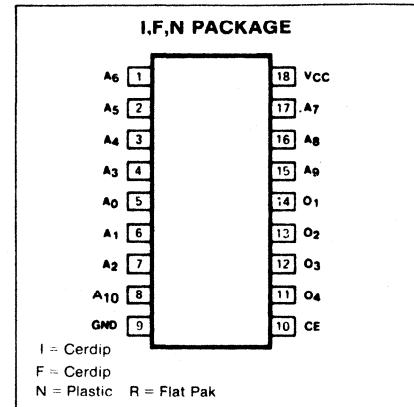 I,F,N PACKAGE
A6 1 18 VCC
A5 2 17 A7
A4 3 16 A8
A3 4 15 A9
A0 5 14 O1
A1 6 13 O2
A2 7 12 O3
A10 8 11 O4
GND 9 10 CE
I = Cerdip
F = Cerdip
N = Plastic R = Flat Pak